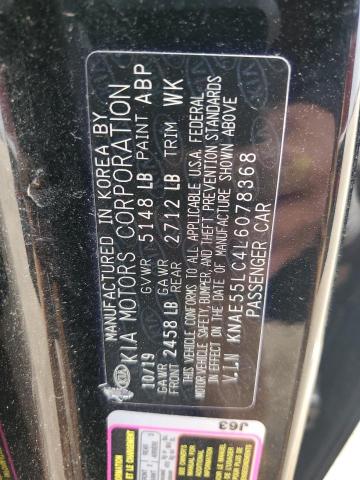 MANUFACTURED IN KOREA BY
KIA MOTORS CORPORATION
10/19 GVWR 5148 LB PAINT ABP
GAWR FRONT 2458 LB GAWR REAR 2712 LB TRIM WK
THIS VEHICLE CONFORMS TO ALL APPLICABLE U.S.A. FEDERAL
MOTOR VEHICLE SAFETY, BUMPER, AND THEFT PREVENTION STANDARDS
IN EFFECT ON THE DATE OF MANUFACTURE SHOWN ABOVE
V.I.N KNAE55LC4L6078368
PASSENGER CAR
KIA
J63